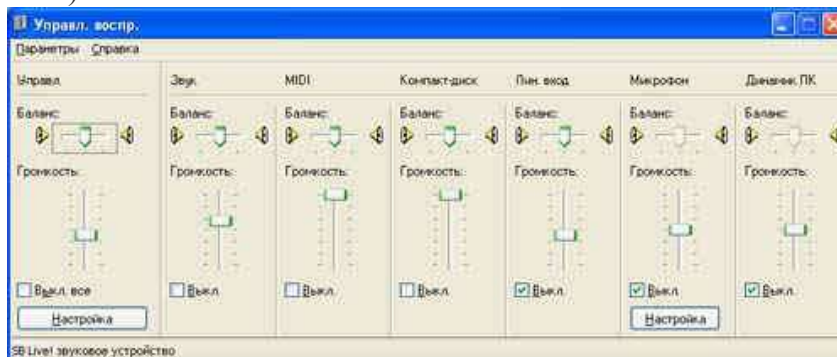 Управл. воспр.
Параметры Справка
Управл. Звук MIDI Компакт-диск Лин. вход Микрофон Динамик ПК
Баланс: Баланс: Баланс: Баланс: Баланс: Баланс: Баланс:
Громкость: Громкость: Громкость: Громкость: Громкость: Громкость: Громкость:
Выкл. все Выкл. Выкл. Выкл. Выкл. Выкл. Выкл.
Настройка Настройка
SB Live! звуковое устройство